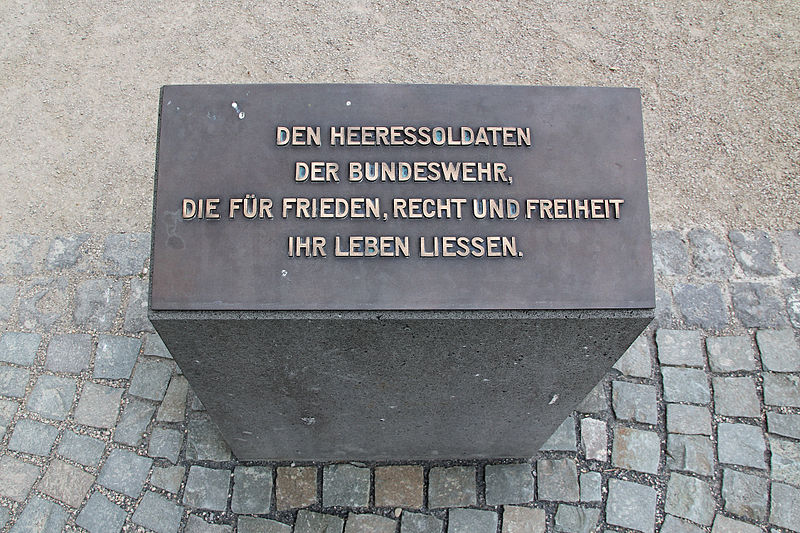 DEN HEERESSOLDATEN
DER BUNDESWEHR,
DIE FÜR FRIEDEN, RECHT UND FREIHEIT
IHR LEBEN LIESSEN.